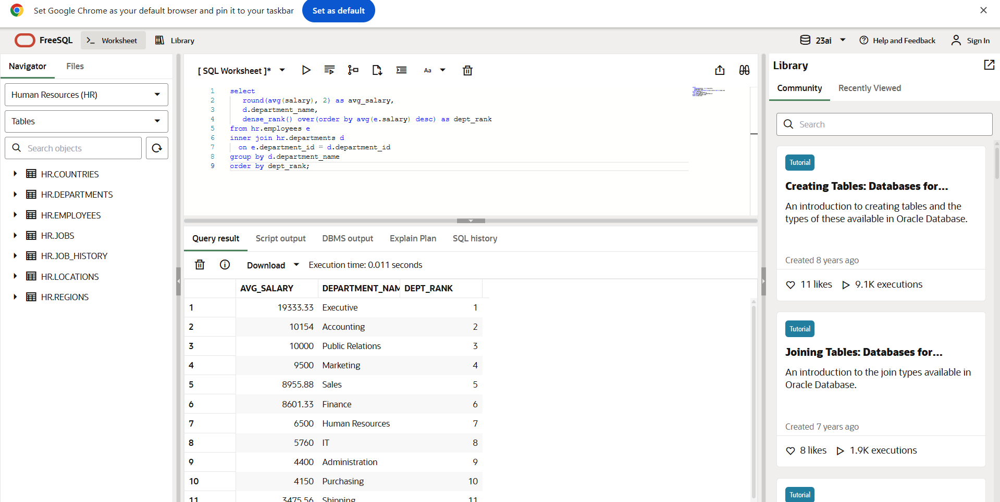 Set Google Chrome as your default browser and pin it to your taskbar
Set as default
FreeSQL
Worksheet
Library
23ai
Help and Feedback
Sign In
Navigator
Files
Human Resources (HR)
Tables
Search objects
HR.COUNTRIES
HR.DEPARTMENTS
HR.EMPLOYEES
HR.JOBS
HR.JOB_HISTORY
HR.LOCATIONS
HR.REGIONS
[ SQL Worksheet ]*
Aa
1 select
2 round(avg(salary), 2) as avg_salary,
3 d.department_name,
4 dense_rank() over(order by avg(e.salary) desc) as dept_rank
5 from hr.employees e
6 inner join hr.departments d
7 on e.department_id = d.department_id
8 group by d.department_name
9 order by dept_rank;
Query result
Script output
DBMS output
Explain Plan
SQL history
Download
Execution time: 0.011 seconds
AVG_SALARY DEPARTMENT_NAM DEPT_RANK
1 19333.33 Executive 1
2 10154 Accounting 2
3 10000 Public Relations 3
4 9500 Marketing 4
5 8955.88 Sales 5
6 8601.33 Finance 6
7 6500 Human Resources 7
8 5760 IT 8
9 4400 Administration 9
10 4150 Purchasing 10
11 3475.56 Shipping 11
Library
Community
Recently Viewed
Search
Tutorial
Creating Tables: Databases for...
An introduction to creating tables and the
types of these available in Oracle Database.
Created 8 years ago
11 likes
9.1K executions
Tutorial
Joining Tables: Databases for...
An introduction to the join types available in
Oracle Database.
Created 7 years ago
8 likes
1.9K executions
Tutorial